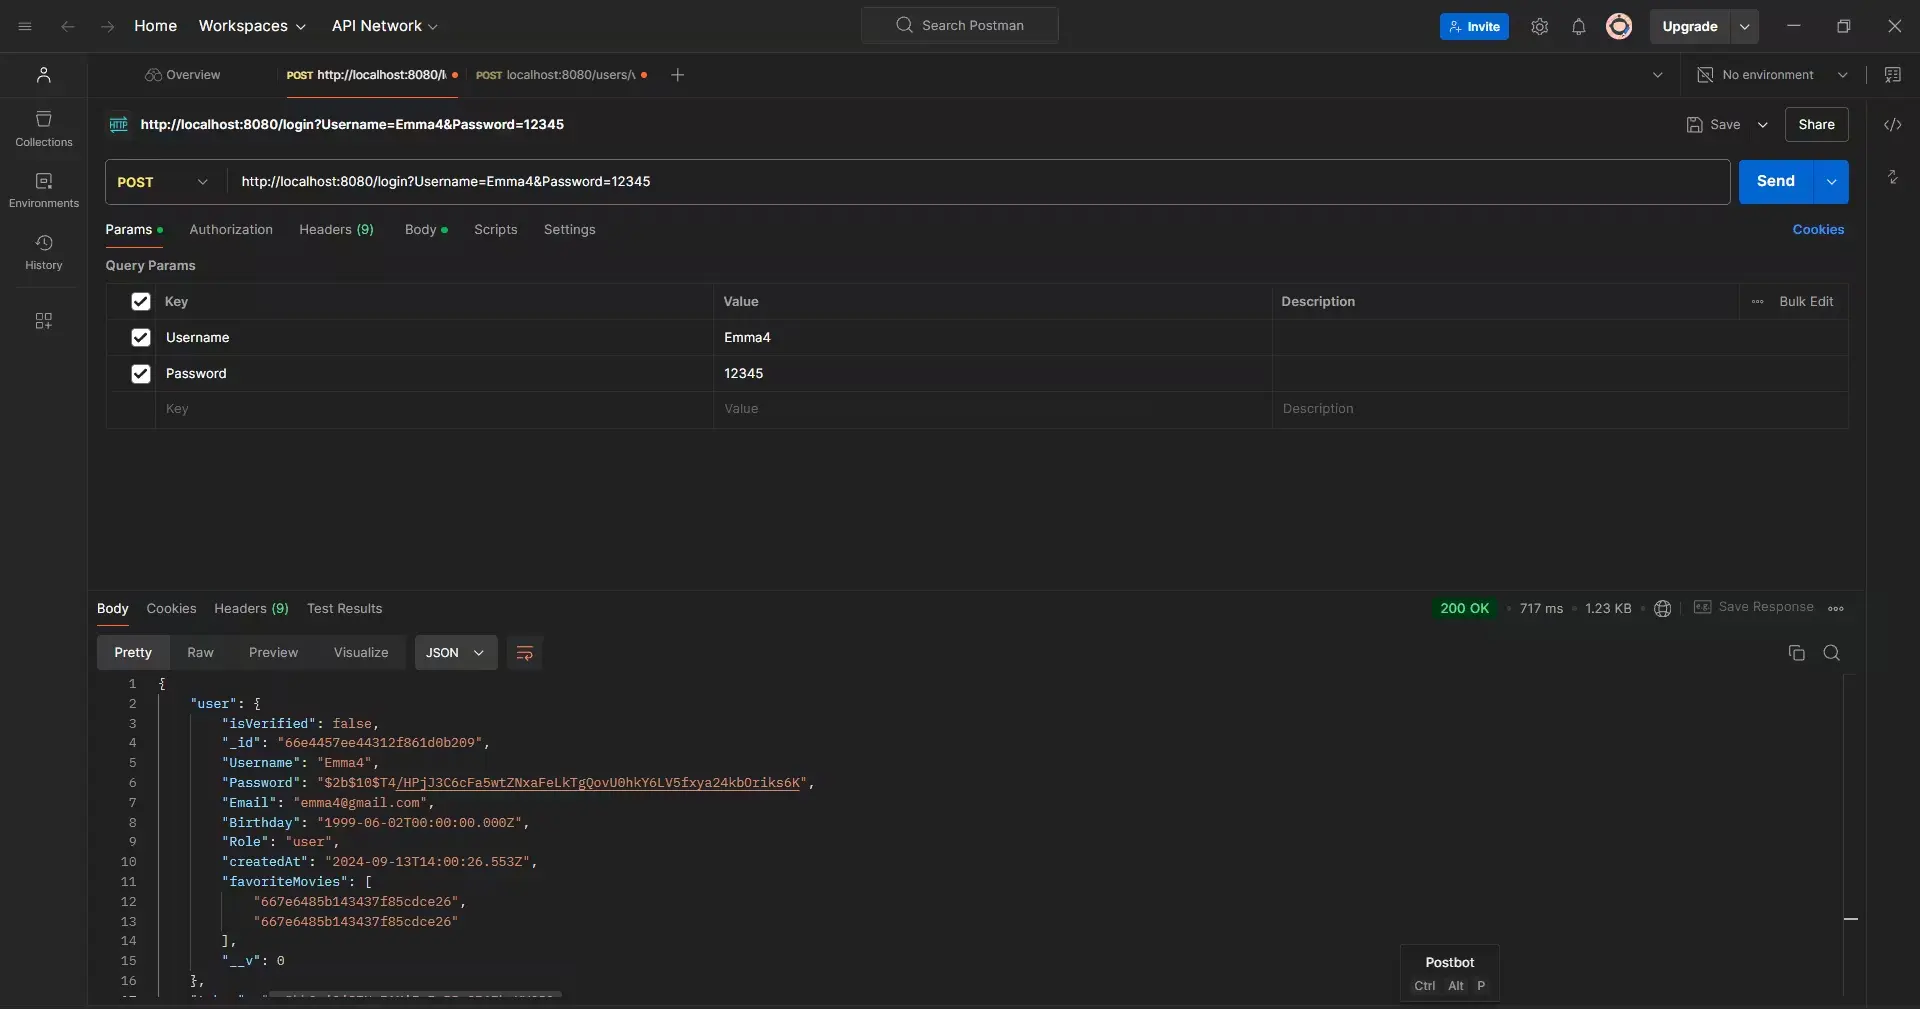 Home Workspaces API Network Search Postman Invite Upgrade
Overview POST http://localhost:8080/l POST localhost:8080/users/ No environment
HTTP http://localhost:8080/login?Username=Emma4&Password=12345 Save Share
POST http://localhost:8080/login?Username=Emma4&Password=12345 Send
Collections
Environments
History
Params Authorization Headers (9) Body Scripts Settings Cookies
Query Params
Key Value Description Bulk Edit
Username Emma4
Password 12345
Key Value Description
Body Cookies Headers (9) Test Results 200 OK 717 ms 1.23 KB e.g. Save Response
Pretty Raw Preview Visualize JSON
1 {
2 "user": {
3 "isVerified": false,
4 "_id": "66e4457ee44312f861d0b209",
5 "Username": "Emma4",
6 "Password": "$2b$10$T4/HPjJ3C6cFa5wtZNxaFeLkTgQovU0hkY6LV5fxya24kbOriks6K",
7 "Email": "emma4@gmail.com",
8 "Birthday": "1999-06-02T00:00:00.000Z",
9 "Role": "user",
10 "createdAt": "2024-09-13T14:00:26.553Z",
11 "favoriteMovies": [
12 "667e6485b143437f85cdce26",
13 "667e6485b143437f85cdce26"
14 ],
15 "__v": 0
16 },
Postbot
Ctrl Alt P